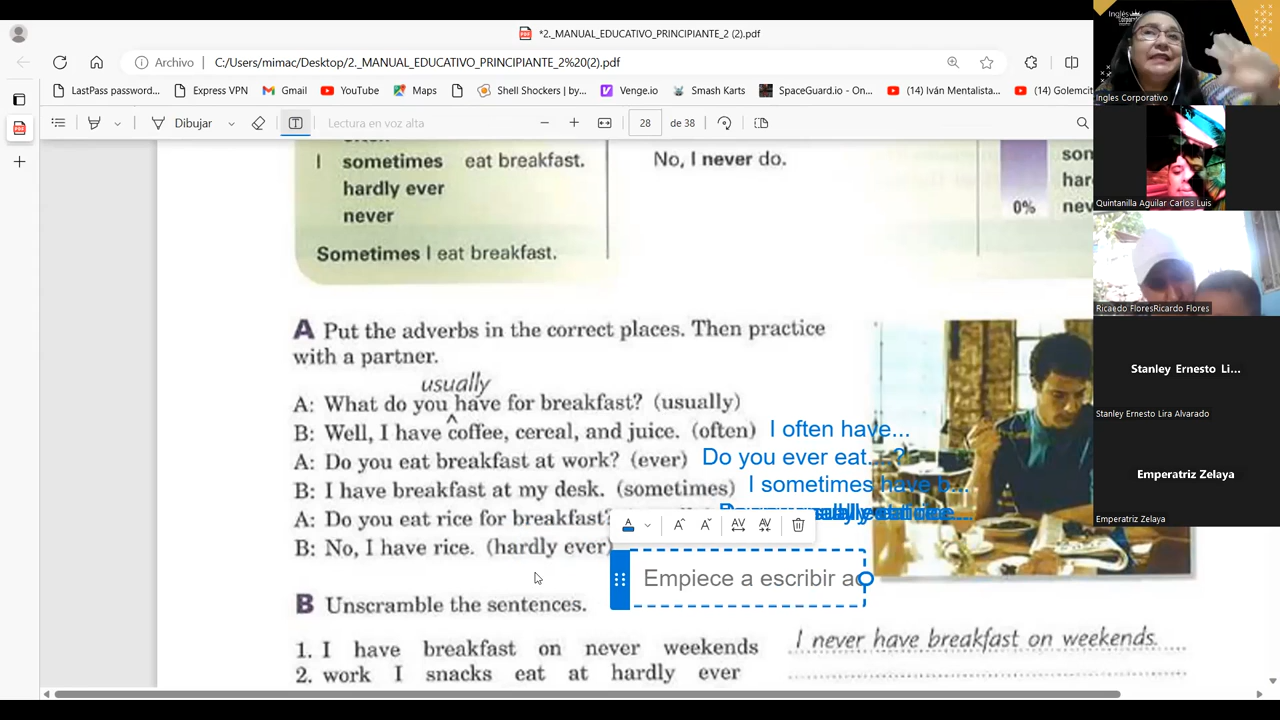 *2._MANUAL_EDUCATIVO_PRINCIPIANTE_2 (2).pdf
Archivo
C:/Users/mimac/Desktop/2._MANUAL_EDUCATIVO_PRINCIPIANTE_2%20(2).pdf
LastPass password...
Express VPN
Gmail
YouTube
Maps
Shell Shockers | by...
Venge.io
Smash Karts
SpaceGuard.io - On...
(14) Iván Mentalista...
(14) Golemcit
Dibujar
Lectura en voz alta
28
de 38
I sometimes eat breakfast.
hardly ever
never
Sometimes I eat breakfast.
No, I never do.
0%
A Put the adverbs in the correct places. Then practice
with a partner.
usually
A: What do you have for breakfast? (usually)
B: Well, I have coffee, cereal, and juice. (often) I often have...
A: Do you eat breakfast at work? (ever) Do you ever eat....?
B: I have breakfast at my desk. (sometimes) I sometimes have b...
A: Do you eat rice for breakfast?
B: No, I have rice. (hardly ever)
A
Empiece a escribir
B Unscramble the sentences.
1. I have breakfast on never weekends I never have breakfast on weekends.
2. work I snacks eat at hardly ever
Ingles Corporativo
Quintanilla Aguilar Carlos Luis
Ricaedo FloresRicardo Flores
Stanley Ernesto Li...
Stanley Ernesto Lira Alvarado
Emperatriz Zelaya
Emperatriz Zelaya